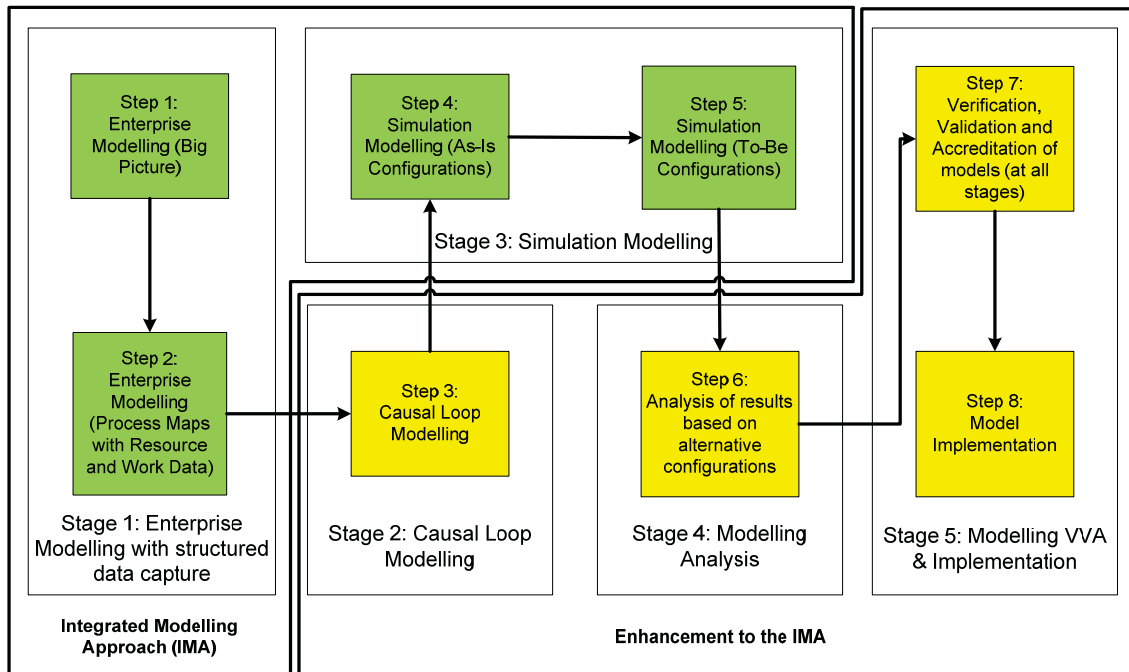 Step 1:
Enterprise
Modelling (Big
Picture)
Step 2:
Enterprise
Modelling
(Process Maps
with Resource
and Work Data)
Stage 1: Enterprise
Modelling with structured
data capture
Integrated Modelling
Approach (IMA)
Step 3:
Causal Loop
Modelling
Stage 2: Causal Loop
Modelling
Step 4:
Simulation
Modelling (As-Is
Configurations)
Step 5:
Simulation
Modelling (To-Be
Configurations)
Stage 3: Simulation Modelling
Step 6:
Analysis of results
based on
alternative
configurations
Stage 4: Modelling
Analysis
Step 7:
Verification,
Validation and
Accreditation of
models (at all
stages)
Step 8:
Model
Implementation
Stage 5: Modelling VVA
& Implementation
Enhancement to the IMA